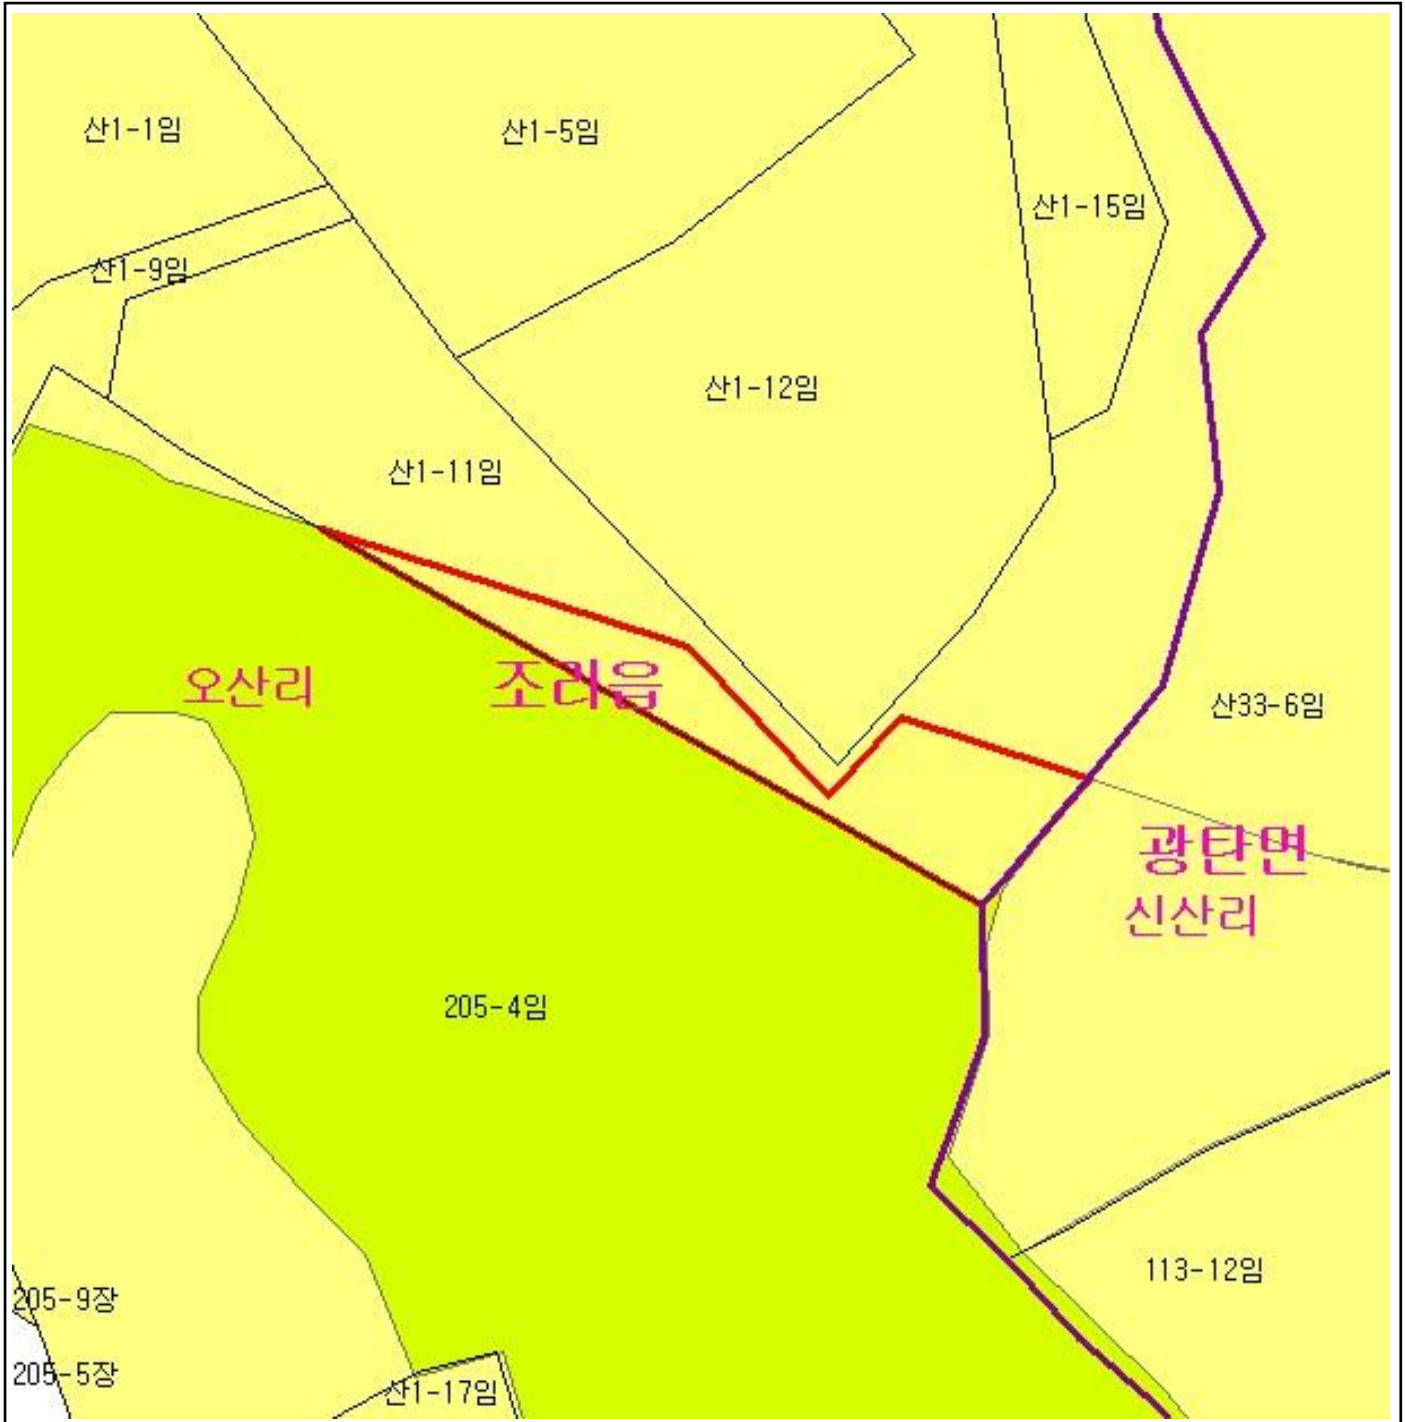 산1-1임
산1-5임
산1-15임
산1-9임
산1-12임
산1-11임
오산리
조리읍
산33-6임
광탄면
신산리
205-4임
113-12임
205-9장
205-5장
산1-17임